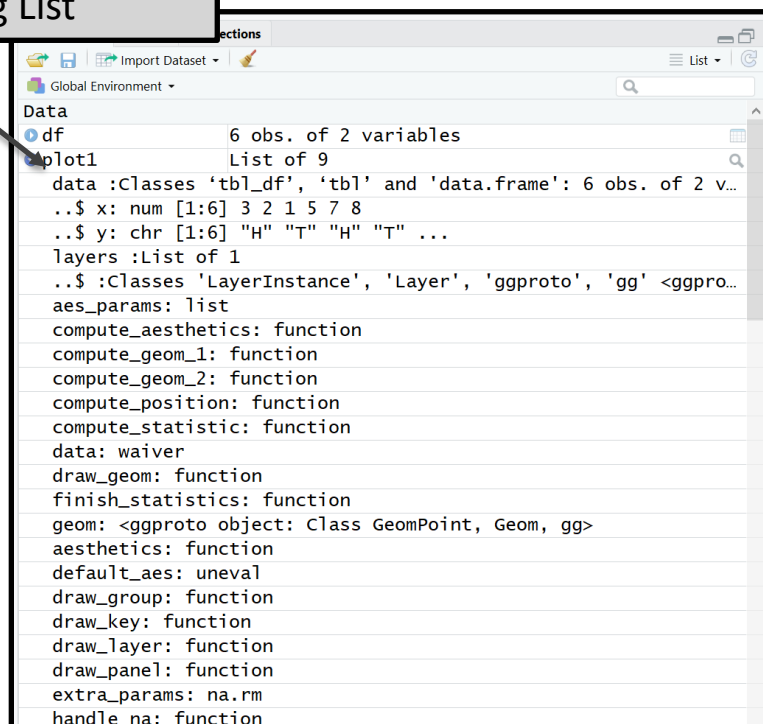 g List
ections
Import Dataset
List
Global Environment
Data
df 6 obs. of 2 variables
plot1 List of 9
data :Classes ‘tbl_df’, ‘tbl’ and 'data.frame': 6 obs. of 2 v…
..$ x: num [1:6] 3 2 1 5 7 8
..$ y: chr [1:6] "H" "T" "H" "T" ...
layers :List of 1
..$ :Classes 'LayerInstance', 'Layer', 'ggproto', 'gg' <ggpro…
aes_params: list
compute_aesthetics: function
compute_geom_1: function
compute_geom_2: function
compute_position: function
compute_statistic: function
data: waiver
draw_geom: function
finish_statistics: function
geom: <ggproto object: Class GeomPoint, Geom, gg>
aesthetics: function
default_aes: uneval
draw_group: function
draw_key: function
draw_layer: function
draw_panel: function
extra_params: na.rm
handle_na: function